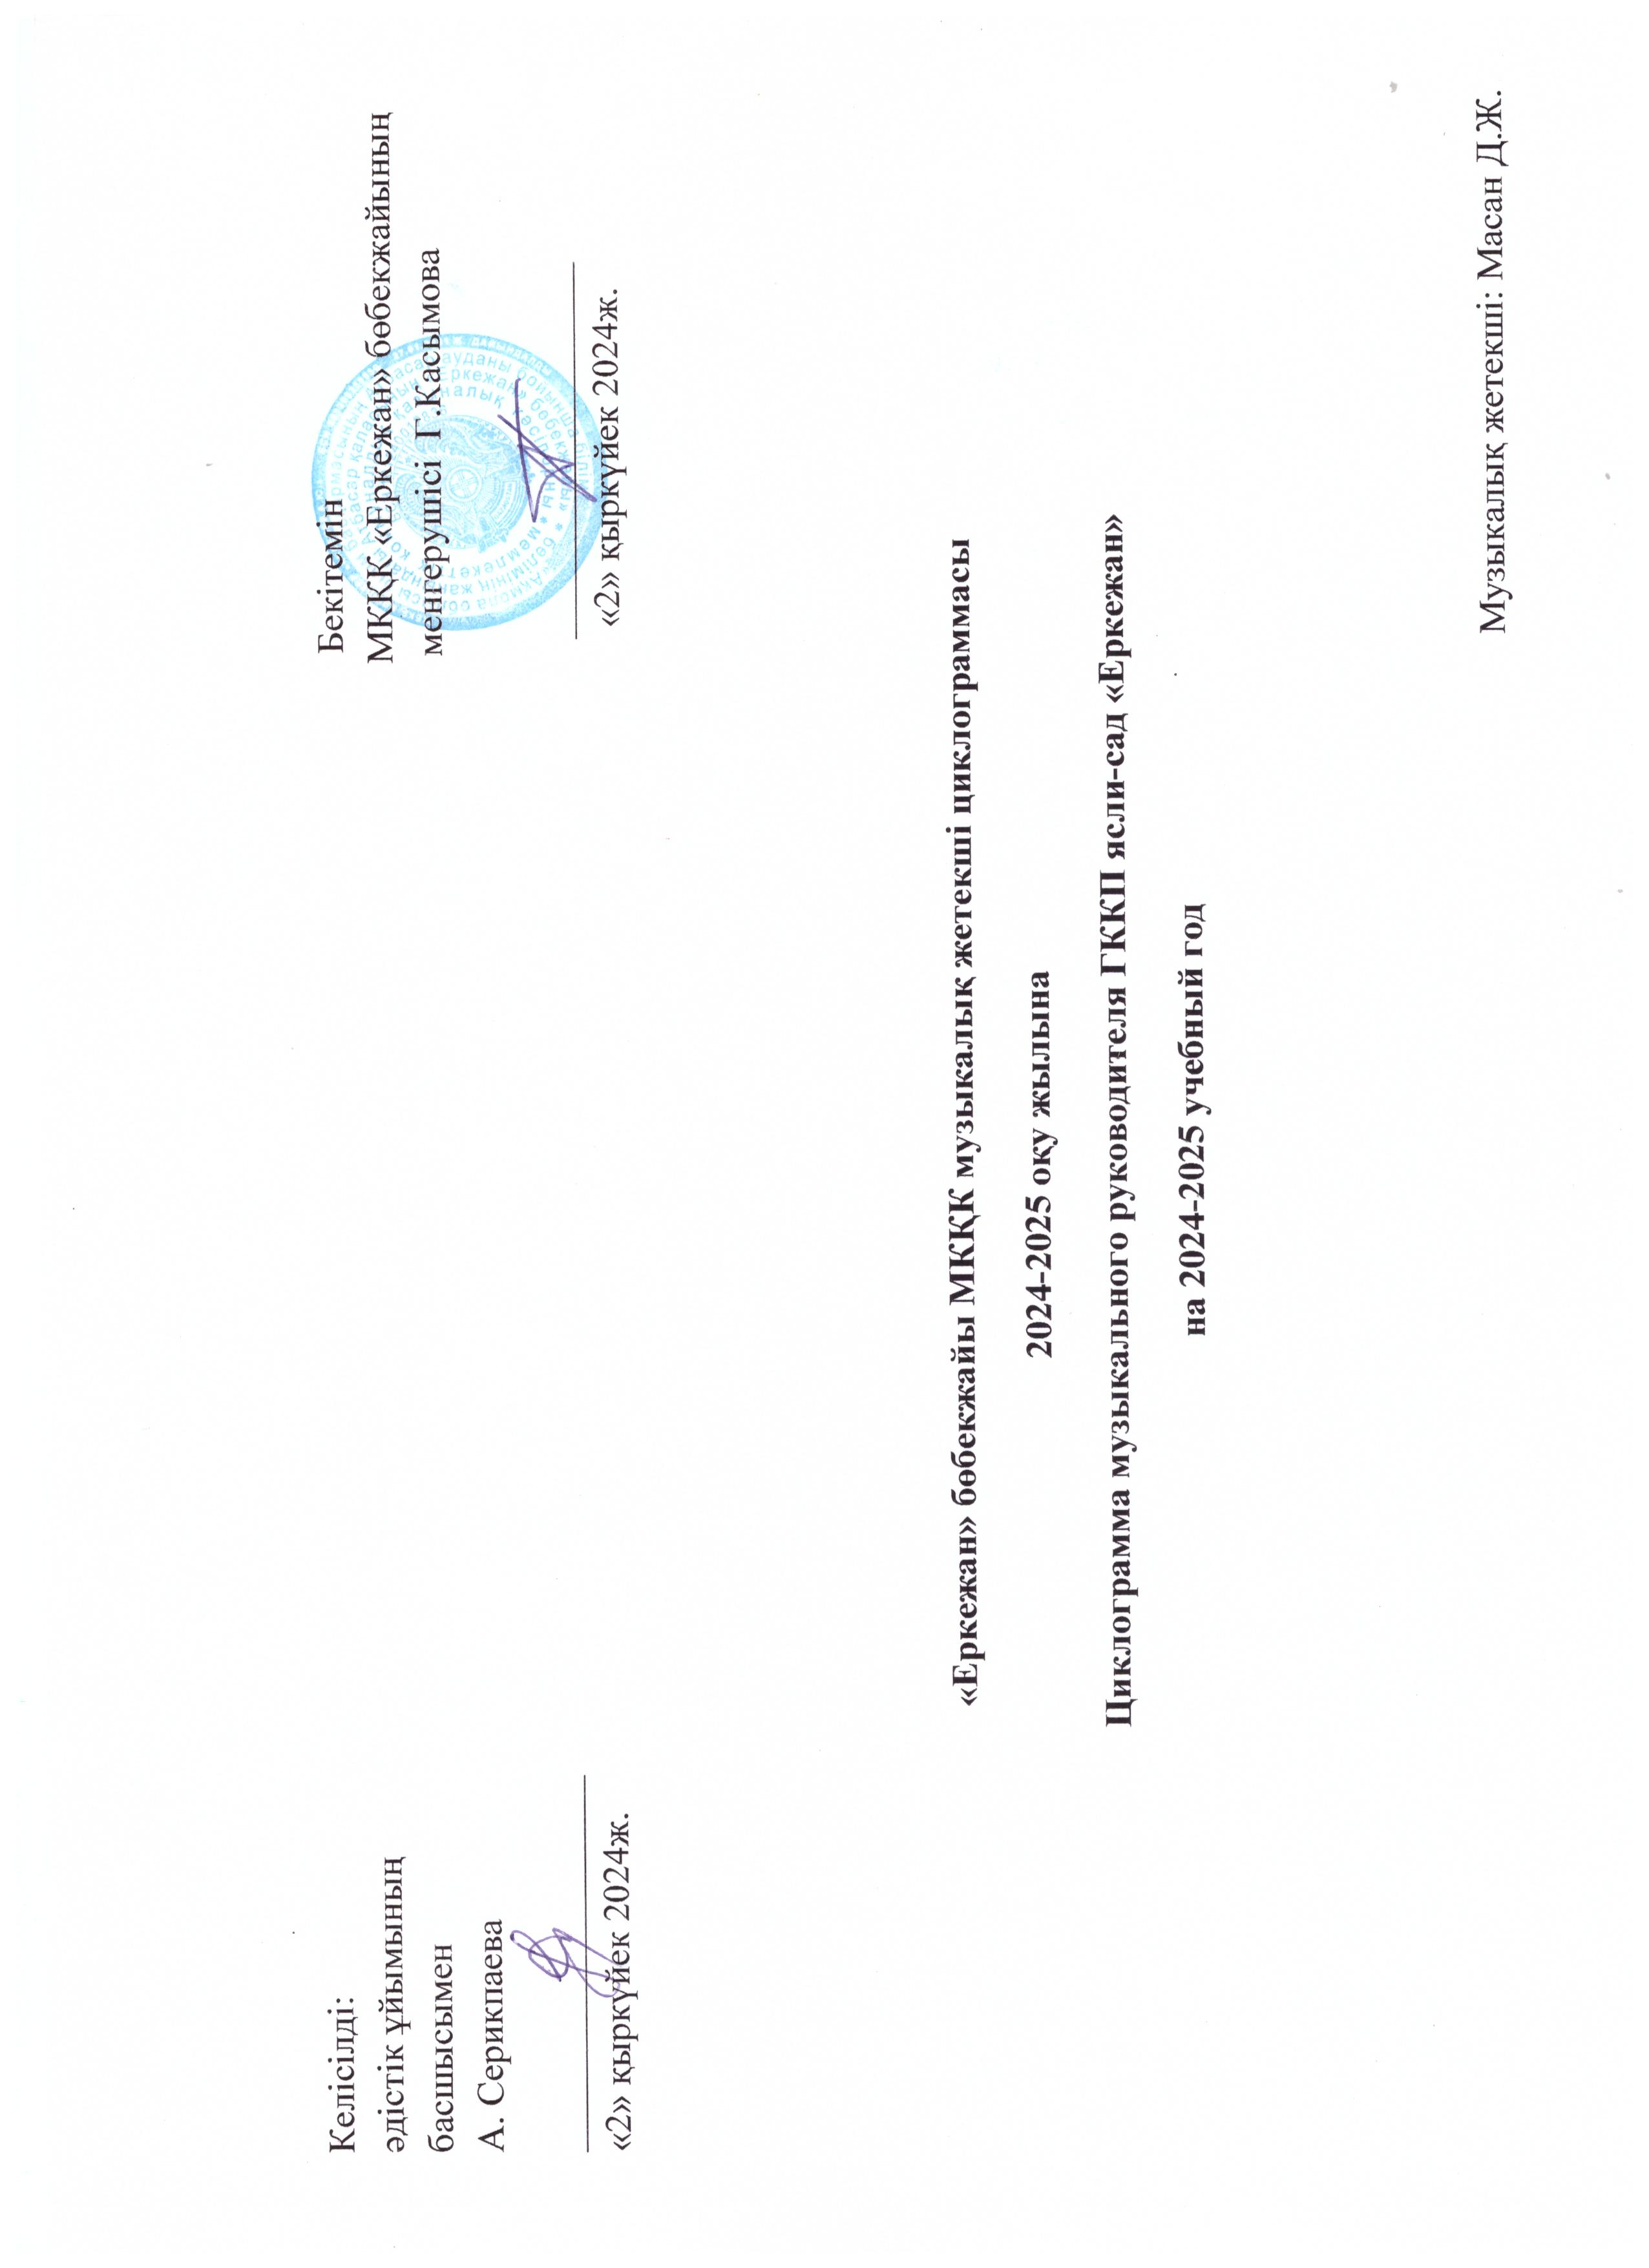 Келісілді:
әдістік ұйымының
басшысымен
А. Серикпаева
«2» қыркүйек 2024ж.
Бекітемін
МКҚК «Еркежан» бөбекжайының
менгерушісі Г.Касымова
«2» қыркүйек 2024ж.
«Еркежан» бөбекжайы МКҚК музыкалық жетекші циклограммасы
2024-2025 оқу жылына
Циклограмма музыкального руководителя ГККП ясли-сад «Еркежан»
на 2024-2025 учебный год
Музыкалық жетекші: Масан Д.Ж.